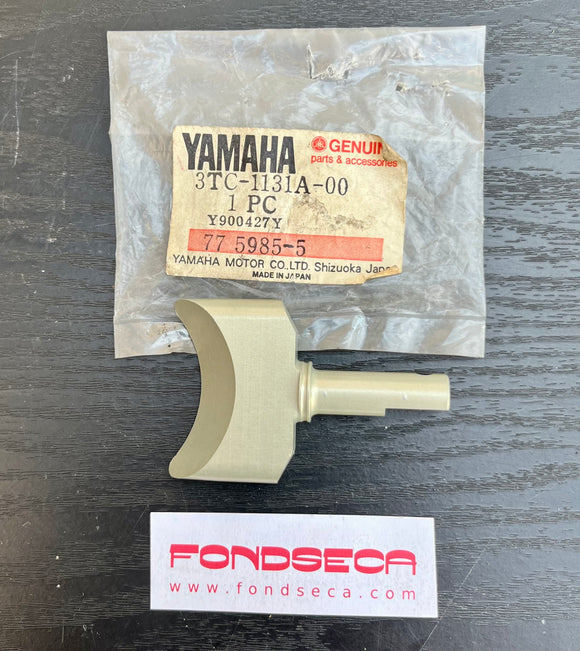 YAMAHA GENUIN
parts & accessories
3TC-1131A-00
1 PC
Y900427Y
77 5985-5
YAMAHA MOTOR CO.,LTD. Shizuoka Japa
MADE IN JAPAN
FONDSECA
www.fondseca.com